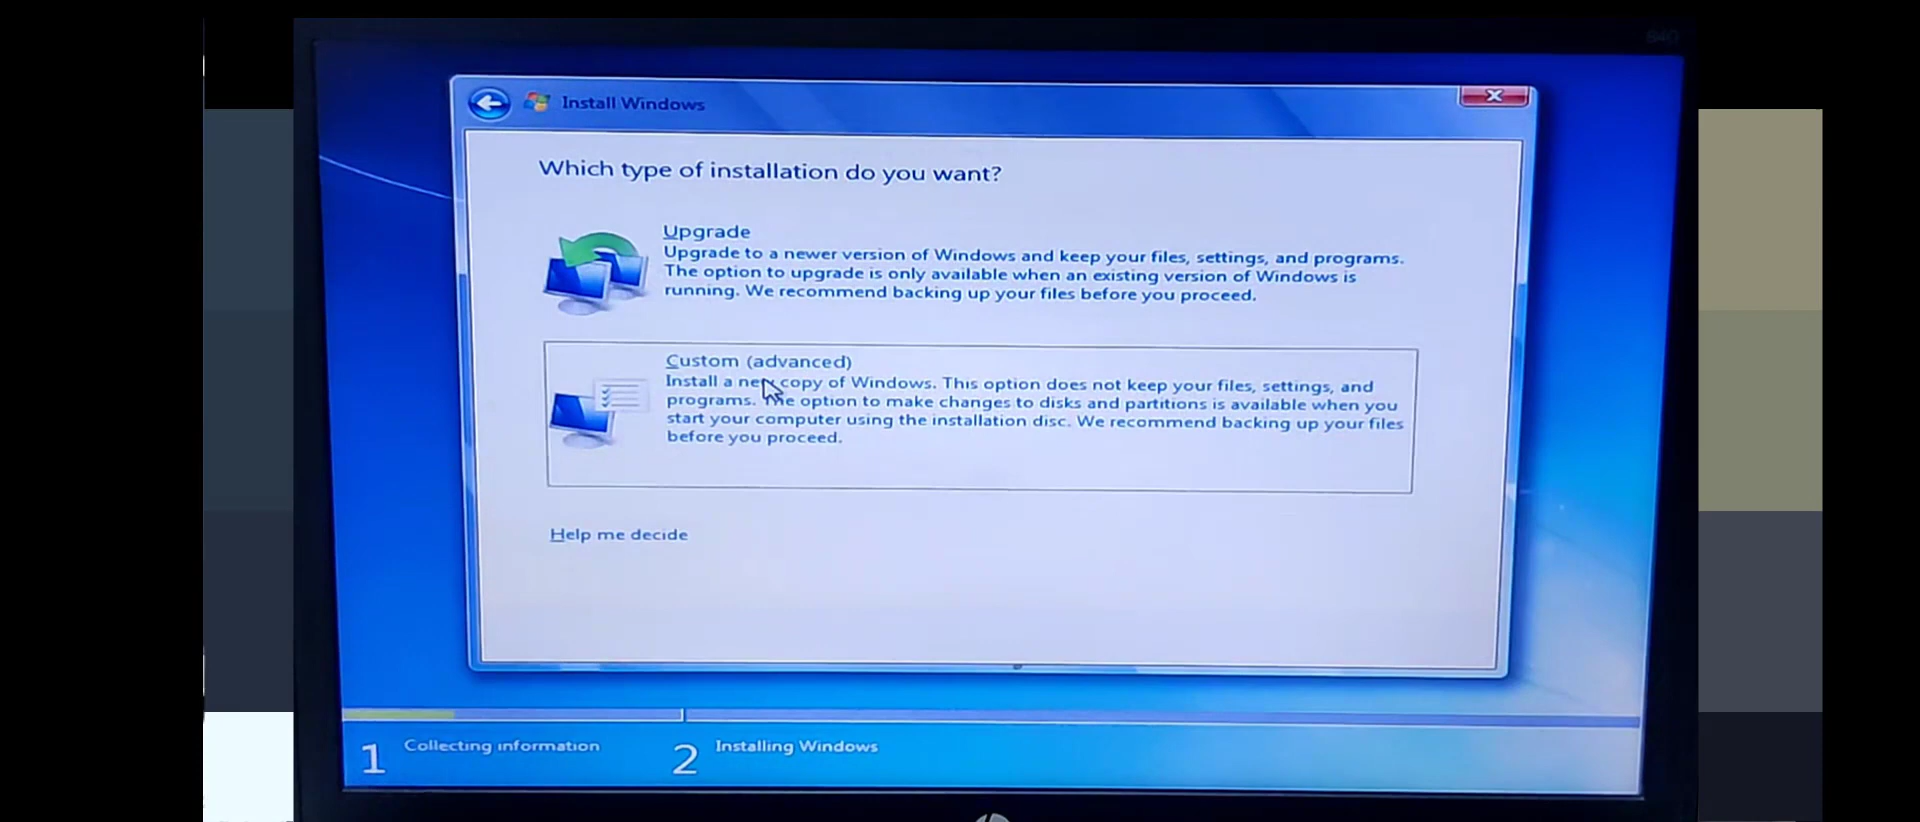 Install Windows
Which type of installation do you want?
Upgrade
Upgrade to a newer version of Windows and keep your files, settings, and programs.
The option to upgrade is only available when an existing version of Windows is
running. We recommend backing up your files before you proceed.
Custom (advanced)
Install a new copy of Windows. This option does not keep your files, settings, and
programs. The option to make changes to disks and partitions is available when you
start your computer using the installation disc. We recommend backing up your files
before you proceed.
Help me decide
1 Collecting information
2 Installing Windows